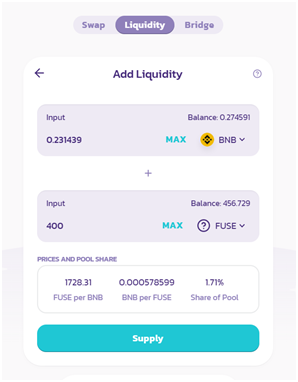 Swap Liquidity Bridge
Add Liquidity
Input Balance: 0.274591
0.231439 MAX BNB
+
Input Balance: 456.729
400 MAX FUSE
PRICES AND POOL SHARE
1728.31 0.000578599 1.71%
FUSE per BNB BNB per FUSE Share of Pool
Supply